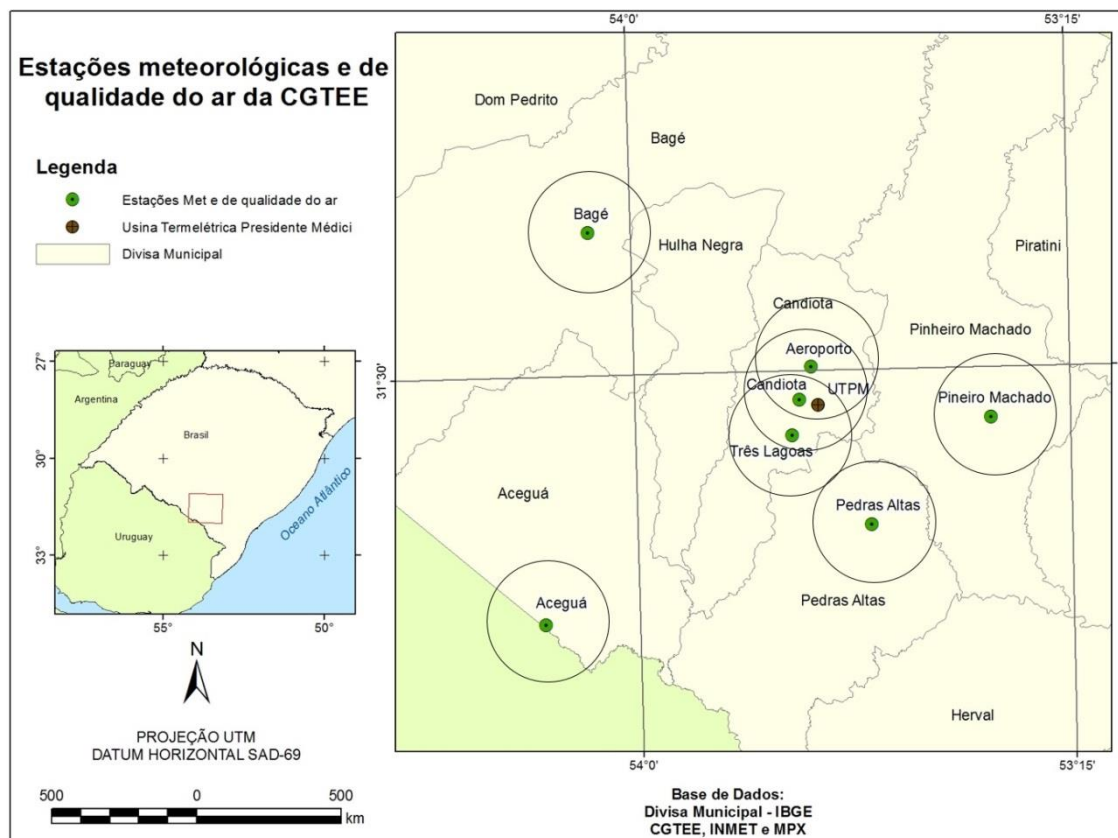 Estações meteorológicas e de
qualidade do ar da CGTEE
Legenda
Estações Met e de qualidade do ar
Usina Termelétrica Presidente Médici
Divisa Municipal
27°
30°
33°
55°
50°
Paraguay
Argentina
Brasil
Uruguay
Oceano Atlântico
N
PROJEÇÃO UTM
DATUM HORIZONTAL SAD-69
500 0 500
km
54°0' 53°15'
31°30'
Dom Pedrito
Bagé
Bagé
Hulha Negra
Piratini
Candiota
Pinheiro Machado
Aeroporto
Candiota UTPM
Pineiro Machado
Três Lagoas
Aceguá
Pedras Altas
Aceguá
Pedras Altas
Herval
54°0' 53°15'
Base de Dados:
Divisa Municipal - IBGE
CGTEE, INMET e MPX